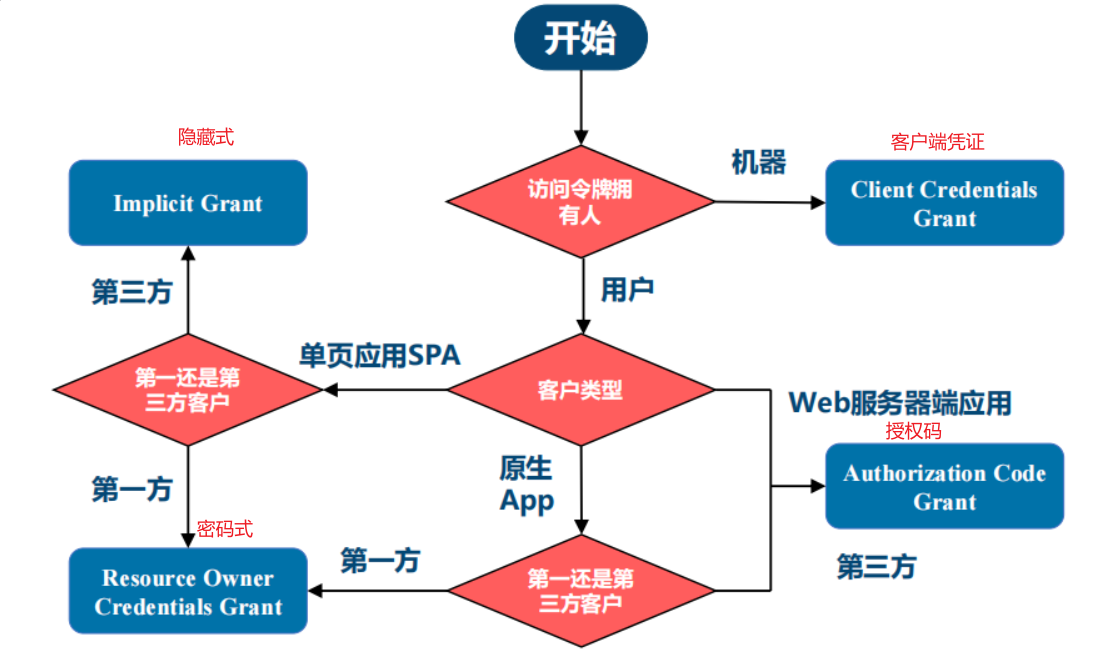 开始
隐藏式
客户端凭证
机器
访问令牌拥
有人
Client Credentials
Grant
Implicit Grant
第三方
用户
单页应用SPA
第一还是第
三方客户
客户类型
Web服务器端应用
授权码
原生
App
Authorization Code
Grant
第一方
密码式
第一方
第三方
Resource Owner
Credentials Grant
第一还是第
三方客户